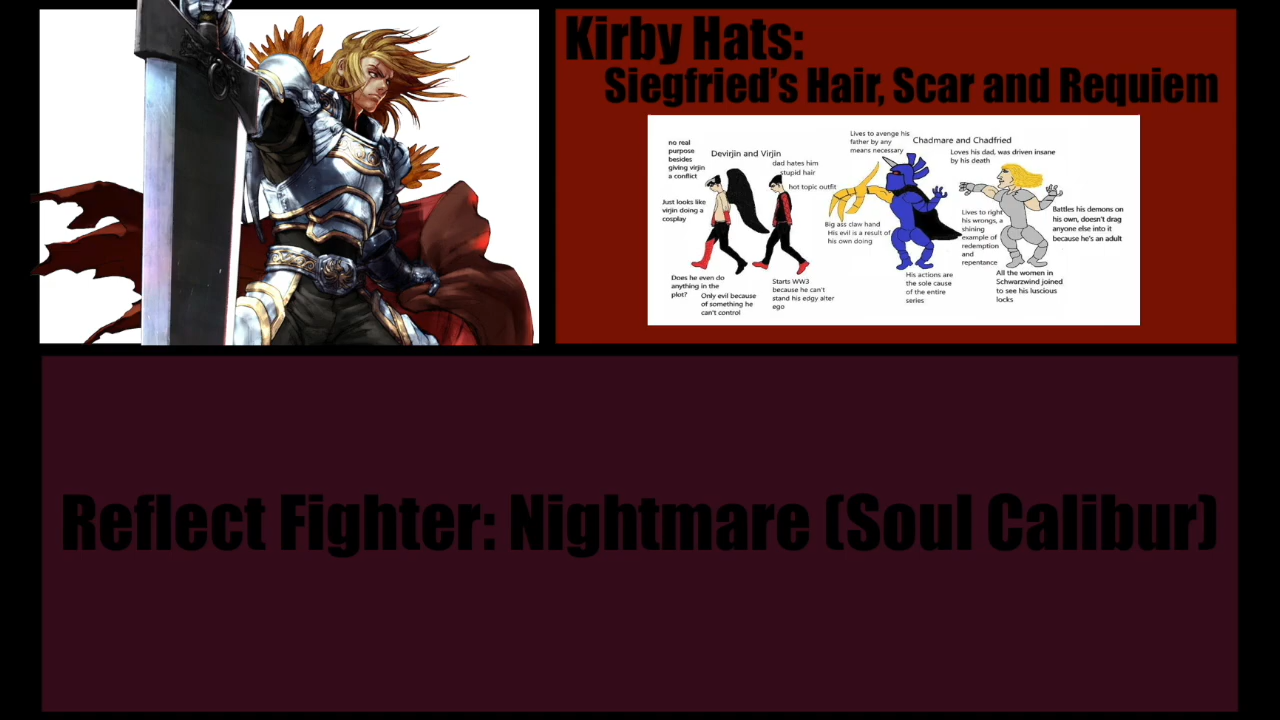 Kirby Hats:
Siegfried's Hair, Scar and Requiem
no real
purpose
besides
giving virjin
a conflict
Devirjin and Virjin
dad hates him
stupid hair
hot topic outfit
Just looks like
virjin doing a
cosplay
Does he even do
anything in the
plot?
Only evil because
of something he
can't control
Starts WW3
because he can't
stand his edgy alter
ego
Lives to avenge his
father by any
means necessary
Chadmare and Chadfried
Loves his dad, was driven insane
by his death
Big ass claw hand
His evil is a result of
his own doing
Lives to right
his wrongs, a
shining
example of
redemption
and
repentance
Battles his demons on
his own, doesn't drag
anyone else into it
because he's an adult
His actions are
the sole cause
of the entire
series
All the women in
Schwarzwind joined
to see his luscious
locks
Reflect Fighter: Nightmare (Soul Calibur)